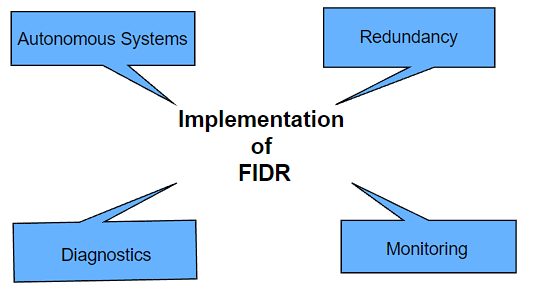 Autonomous Systems
Redundancy
Implementation
of
FIDR
Diagnostics
Monitoring